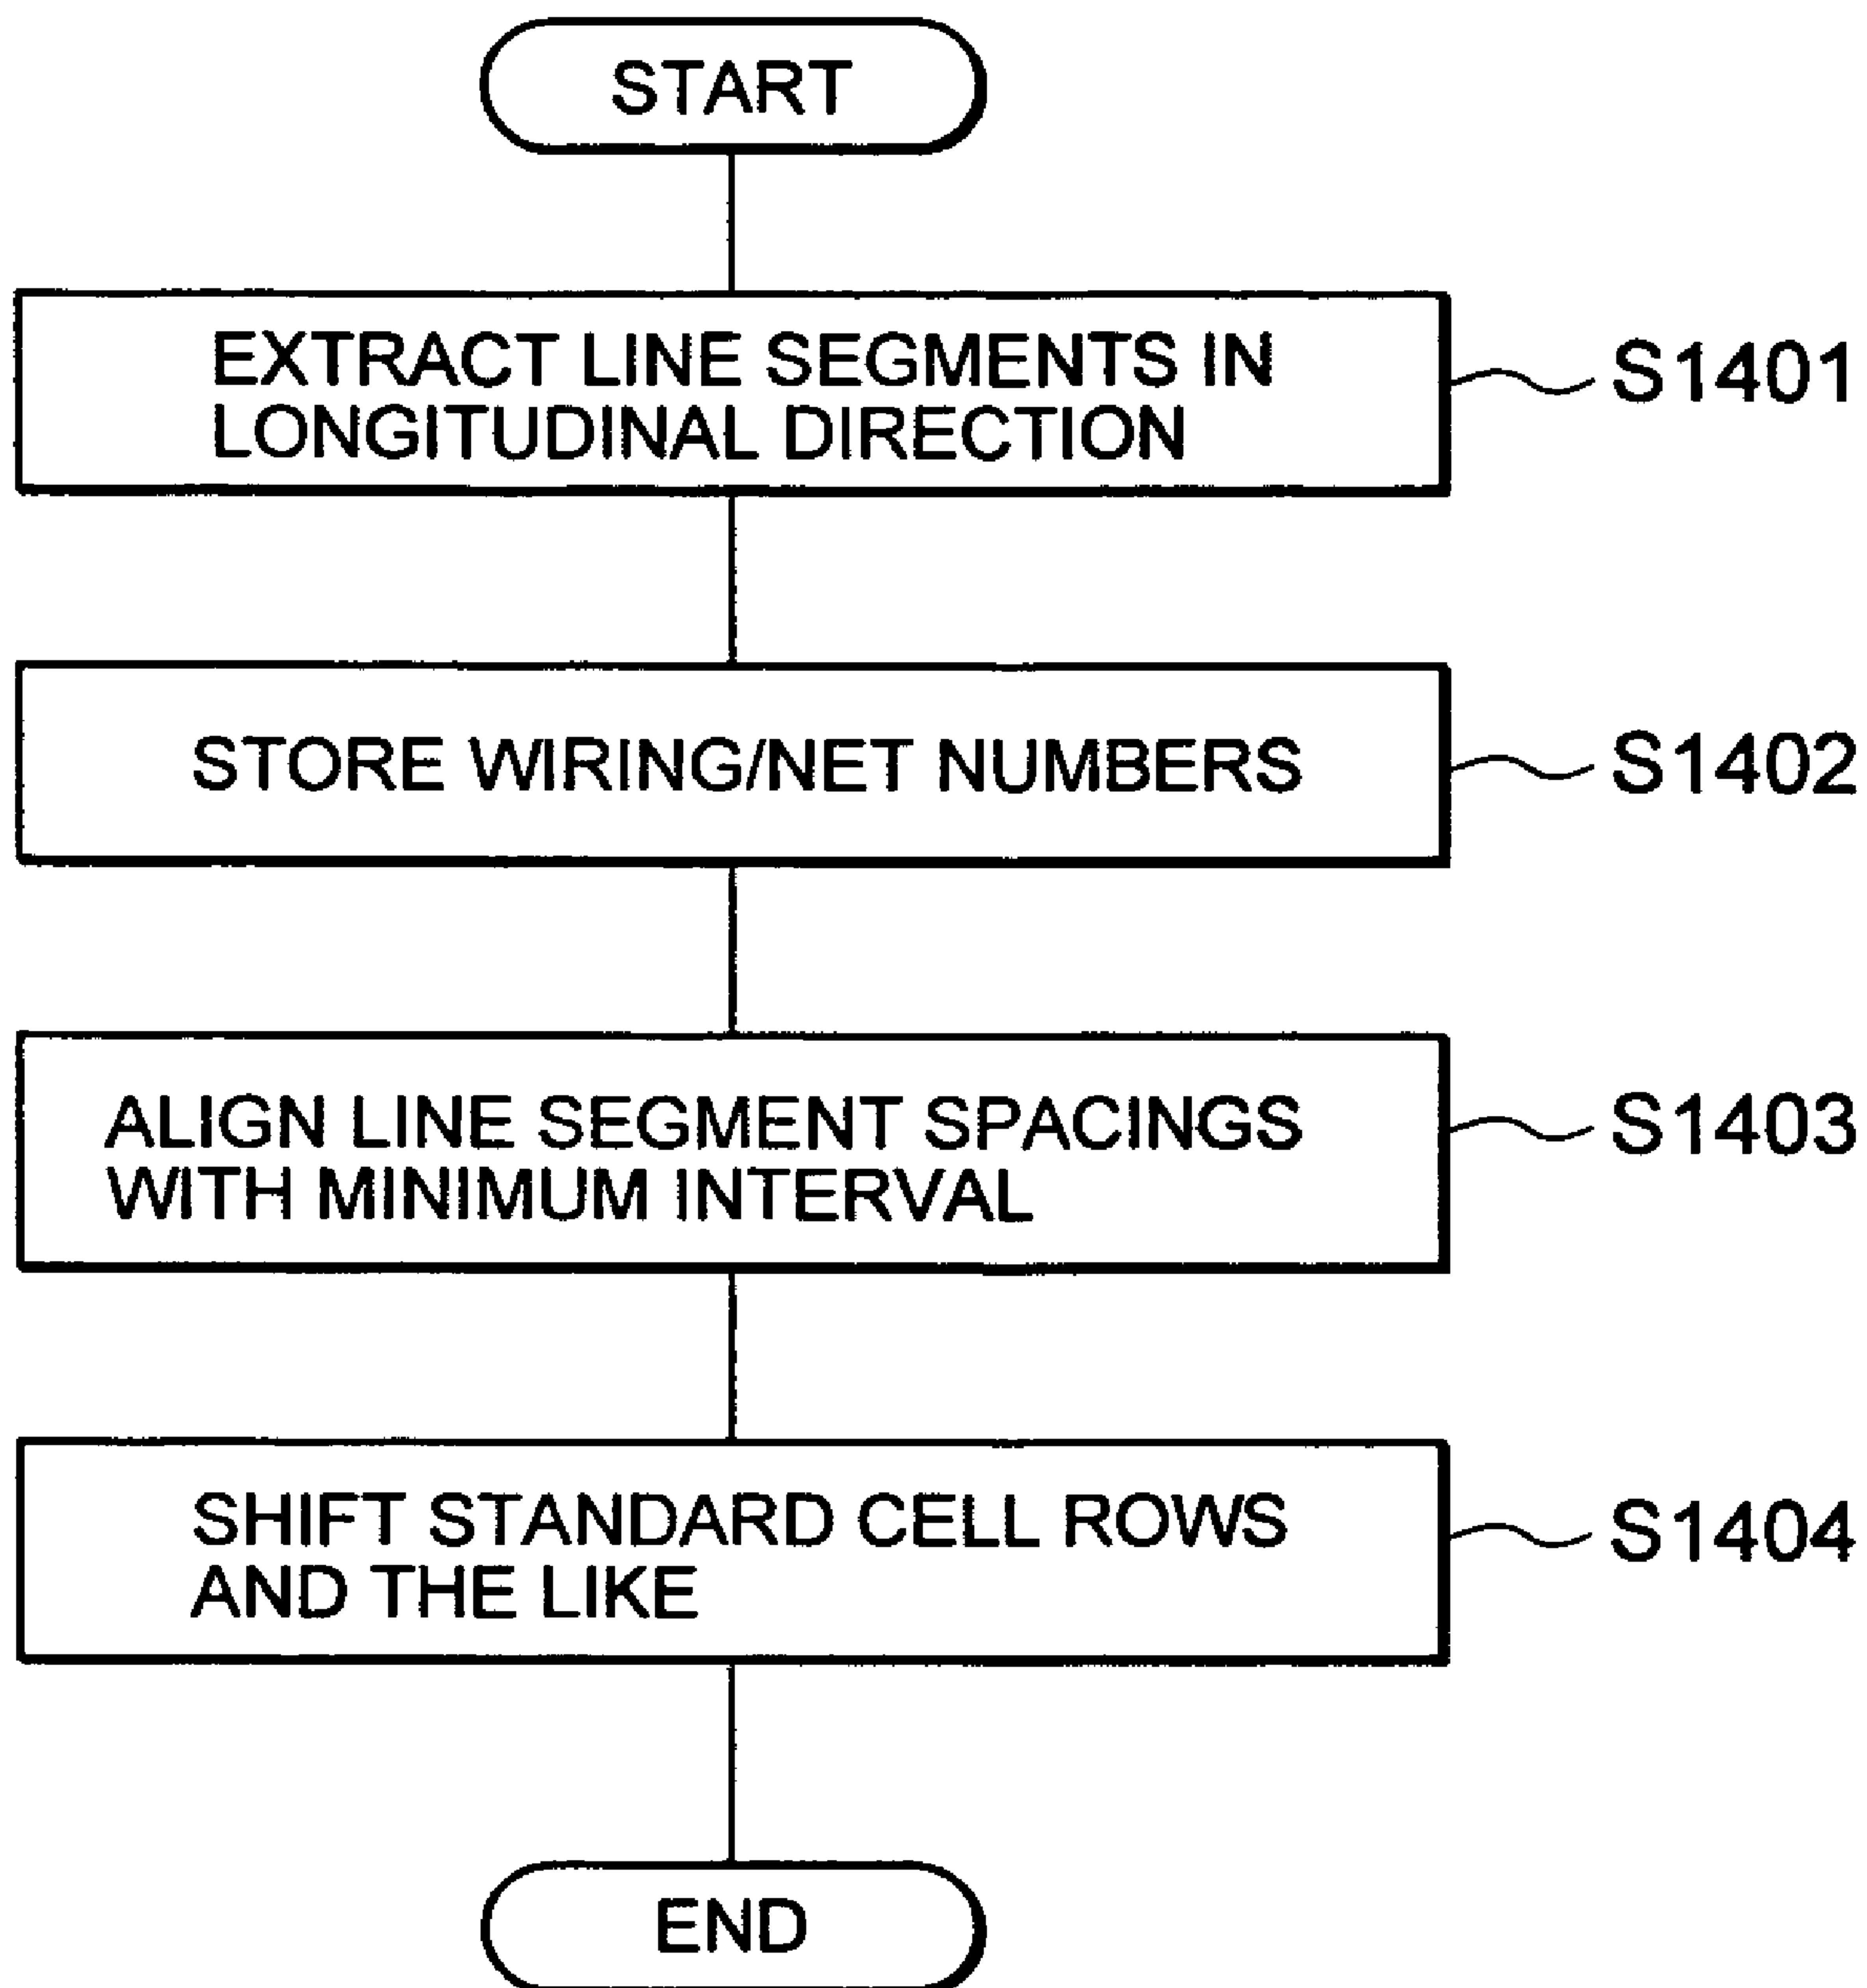 START
EXTRACT LINE SEGMENTS IN
LONGITUDINAL DIRECTION
S1401
STORE WIRING/NET NUMBERS
S1402
ALIGN LINE SEGMENT SPACINGS
WITH MINIMUM INTERVAL
S1403
SHIFT STANDARD CELL ROWS
AND THE LIKE
S1404
END